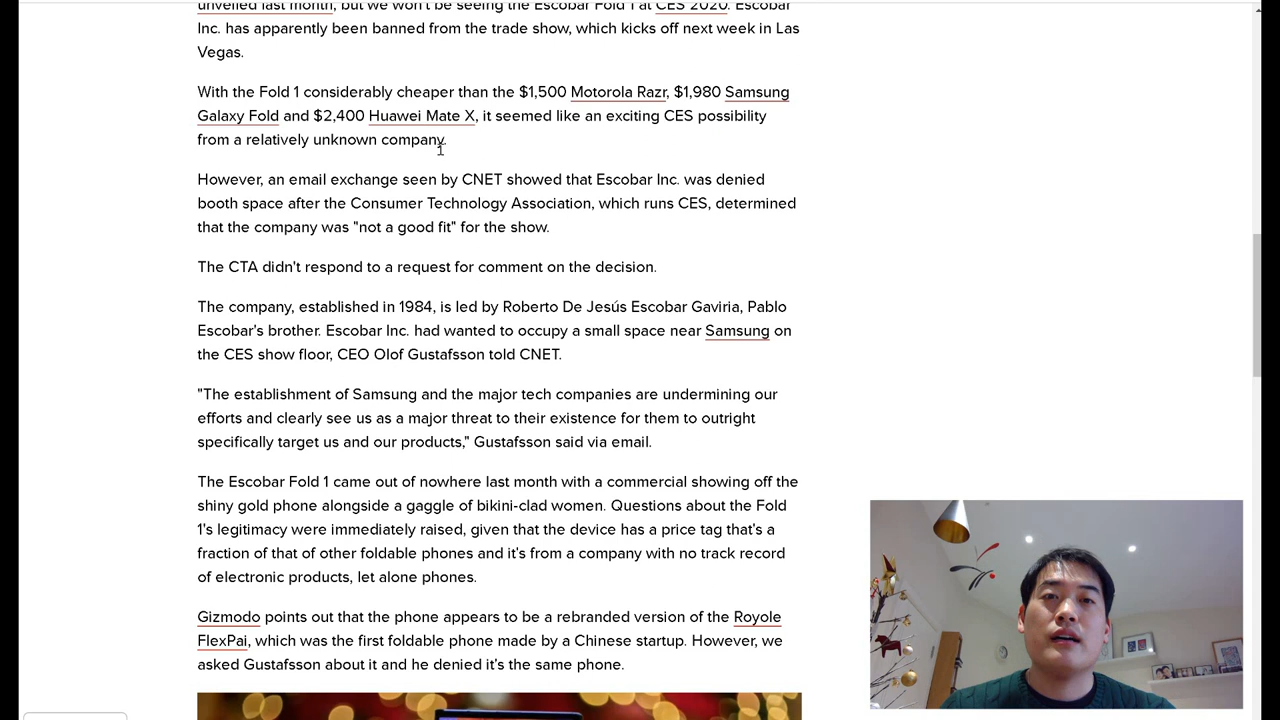 unveiled last month, but we won't be seeing the Escobar Fold 1 at CES 2020. Escobar
Inc. has apparently been banned from the trade show, which kicks off next week in Las
Vegas.
With the Fold 1 considerably cheaper than the $1,500 Motorola Razr, $1,980 Samsung
Galaxy Fold and $2,400 Huawei Mate X, it seemed like an exciting CES possibility
from a relatively unknown company.
However, an email exchange seen by CNET showed that Escobar Inc. was denied
booth space after the Consumer Technology Association, which runs CES, determined
that the company was "not a good fit" for the show.
The CTA didn't respond to a request for comment on the decision.
The company, established in 1984, is led by Roberto De Jesús Escobar Gaviria, Pablo
Escobar's brother. Escobar Inc. had wanted to occupy a small space near Samsung on
the CES show floor, CEO Olof Gustafsson told CNET.
"The establishment of Samsung and the major tech companies are undermining our
efforts and clearly see us as a major threat to their existence for them to outright
specifically target us and our products," Gustafsson said via email.
The Escobar Fold 1 came out of nowhere last month with a commercial showing off the
shiny gold phone alongside a gaggle of bikini-clad women. Questions about the Fold
1's legitimacy were immediately raised, given that the device has a price tag that's a
fraction of that of other foldable phones and it's from a company with no track record
of electronic products, let alone phones.
Gizmodo points out that the phone appears to be a rebranded version of the Royole
FlexPai, which was the first foldable phone made by a Chinese startup. However, we
asked Gustafsson about it and he denied it's the same phone.